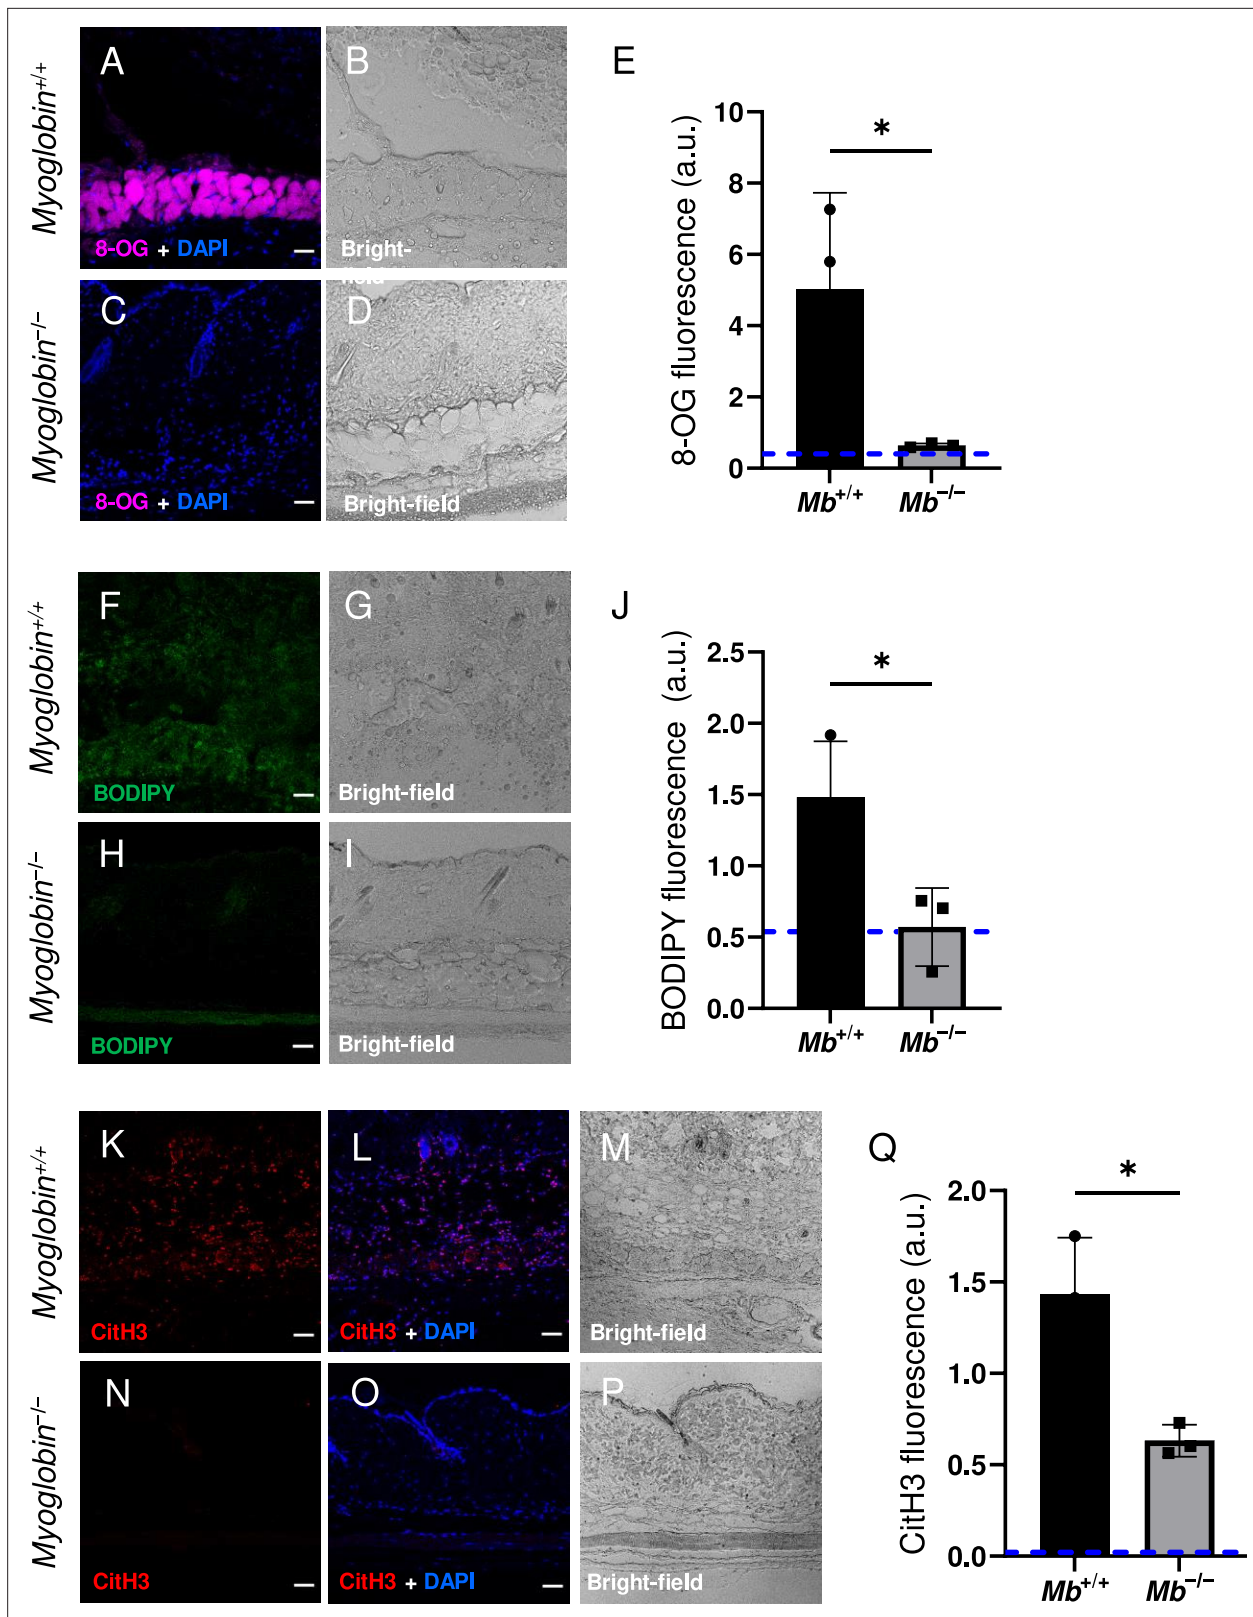 Myoglobin+/+
A
8-OG + DAPI
B
Bright-
field
Myoglobin−/−
C
8-OG + DAPI
D
Bright-field
E
8-OG fluorescence (a.u.)
10
8
6
4
2
0
*
Mb+/+
Mb−/−
Myoglobin+/+
F
BODIPY
G
Bright-field
Myoglobin−/−
H
BODIPY
I
Bright-field
J
BODIPY fluorescence (a.u.)
2.5
2.0
1.5
1.0
0.5
0.0
*
Mb+/+
Mb−/−
Myoglobin+/+
K
CitH3
L
CitH3 + DAPI
M
Bright-field
Myoglobin−/−
N
CitH3
O
CitH3 + DAPI
P
Bright-field
Q
CitH3 fluorescence (a.u.)
2.0
1.5
1.0
0.5
0.0
*
Mb+/+
Mb−/−